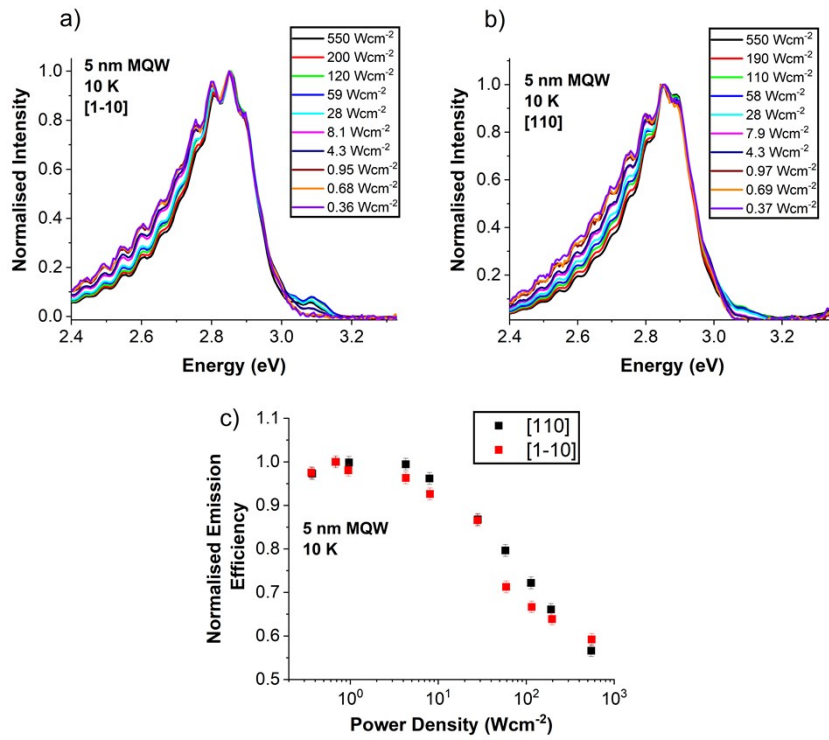 a)
5 nm MQW
10 K
[1-10]
550 Wcm-2
200 Wcm-2
120 Wcm-2
59 Wcm-2
28 Wcm-2
8.1 Wcm-2
4.3 Wcm-2
0.95 Wcm-2
0.68 Wcm-2
0.36 Wcm-2
Normalised Intensity
1.0
0.8
0.6
0.4
0.2
0.0
2.4 2.6 2.8 3.0 3.2
Energy (eV)
b)
5 nm MQW
10 K
[110]
550 Wcm-2
190 Wcm-2
110 Wcm-2
58 Wcm-2
28 Wcm-2
7.9 Wcm-2
4.3 Wcm-2
0.97 Wcm-2
0.69 Wcm-2
0.37 Wcm-2
Normalised Intensity
1.0
0.8
0.6
0.4
0.2
2.4 2.6 2.8 3.0 3.2
Energy (eV)
c)
[110]
[1-10]
5 nm MQW
10 K
Normalised Emission
Efficiency
1.1
1.0
0.9
0.8
0.7
0.6
0.5
10^0 10^1 10^2 10^3
Power Density (Wcm-2)